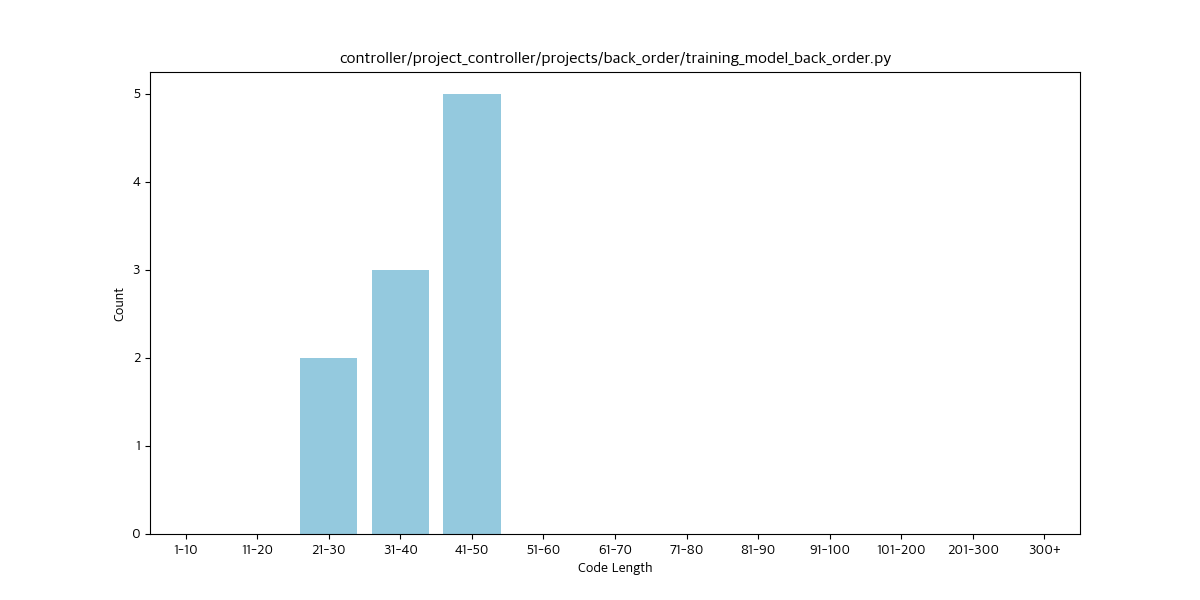 controller/project_controller/projects/back_order/training_model_back_order.py
5
4
3
2
1
0
Count
1-10 11-20 21-30 31-40 41-50 51-60 61-70 71-80 81-90 91-100 101-200 201-300 300+
Code Length